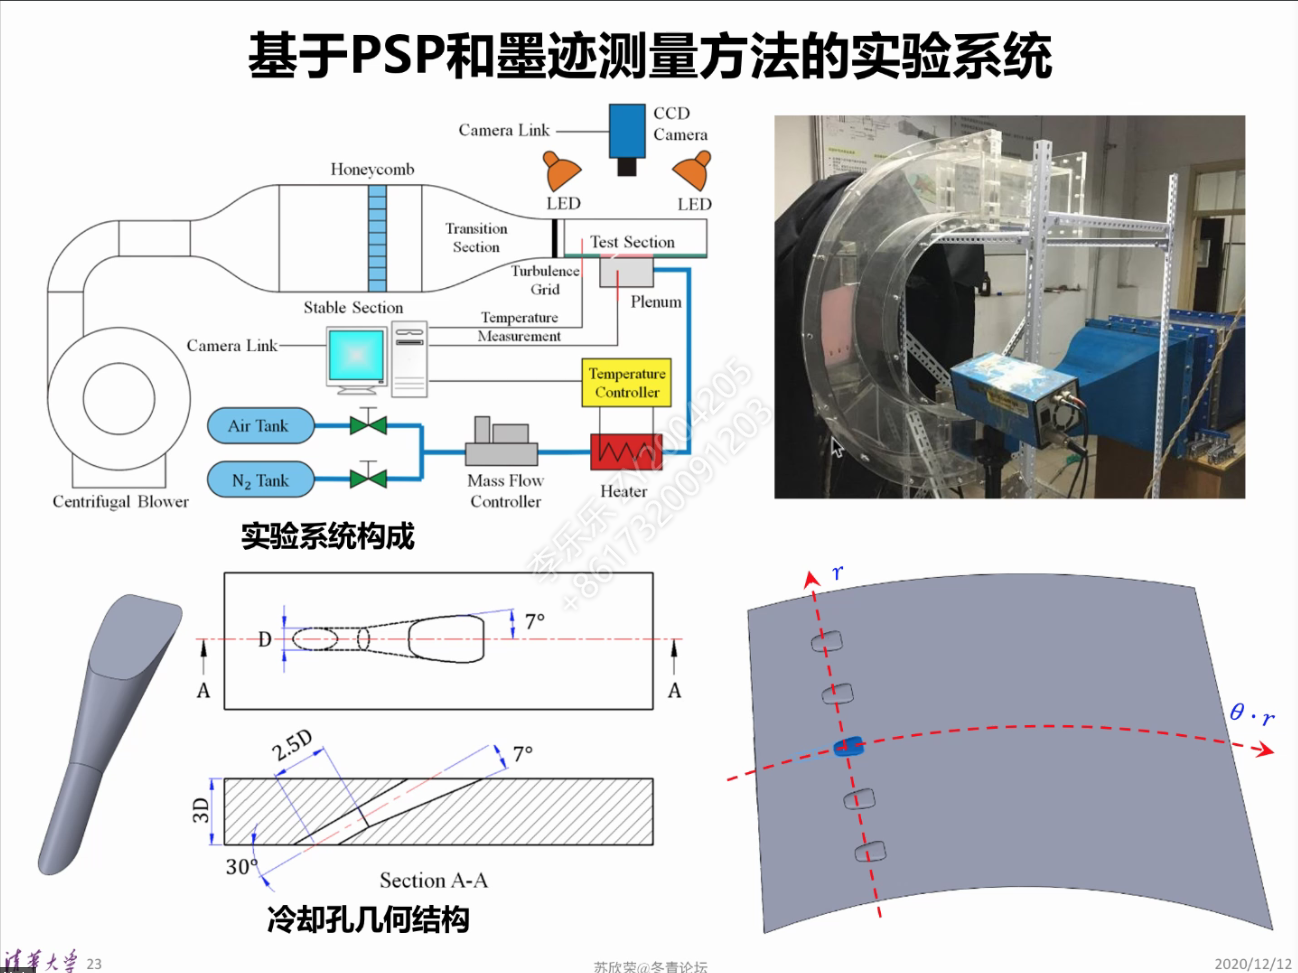 基于PSP和墨迹测量方法的实验系统
Camera Link
CCD
Camera
Honeycomb
LED
LED
Transition
Section
Test Section
Turbulence
Grid
Plenum
Stable Section
Temperature
Measurement
Camera Link
Temperature
Controller
Air Tank
N₂ Tank
Mass Flow
Controller
Heater
Centrifugal Blower
实验系统构成
李乐乐 ZY2004205
+8617320091203
D
7°
A
A
2.5D
7°
3D
30°
Section A-A
冷却孔几何结构
r
θ · r
清华大学
23
苏欣荣@冬青论坛
2020/12/12